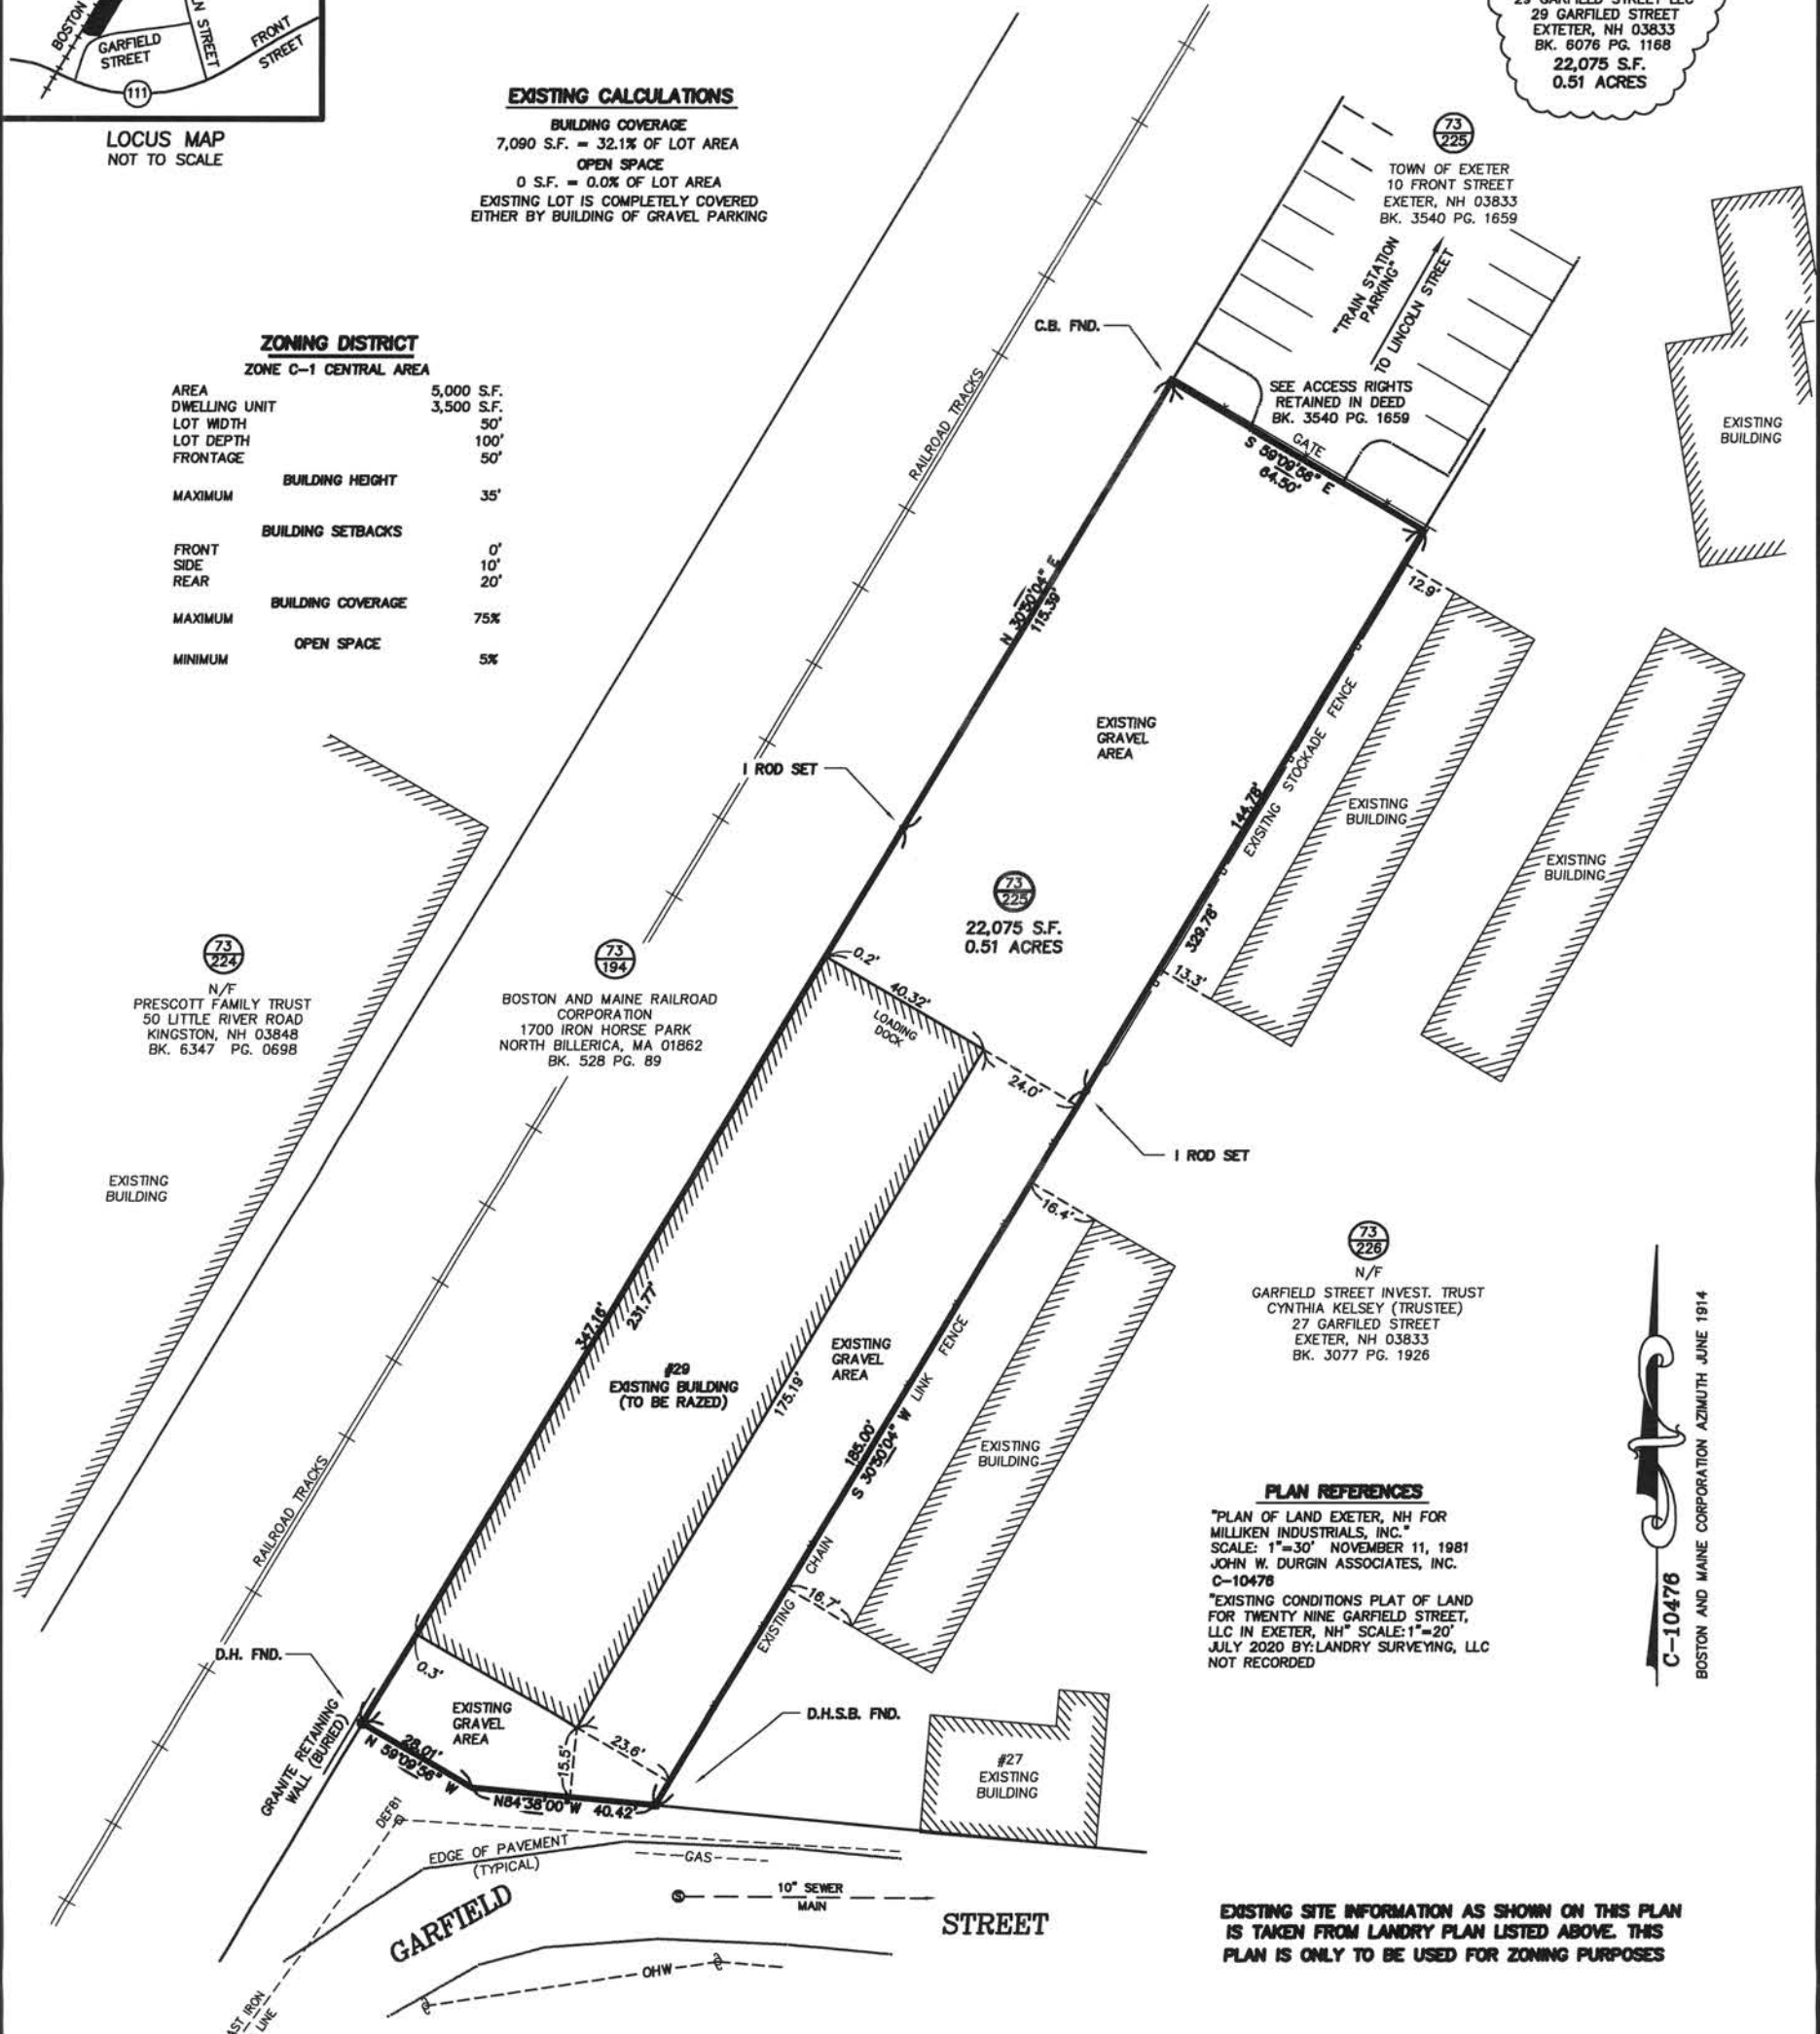 BOSTON
GARFIELD
STREET
N STREET
FRONT
STREET
111
LOCUS MAP
NOT TO SCALE
EXISTING CALCULATIONS
BUILDING COVERAGE
7,090 S.F. = 32.1% OF LOT AREA
OPEN SPACE
0 S.F. = 0.0% OF LOT AREA
EXISTING LOT IS COMPLETELY COVERED
EITHER BY BUILDING OF GRAVEL PARKING
29 GARFILED STREET LLC
29 GARFILED STREET
EXTETER, NH 03833
BK. 6076 PG. 1168
22,075 S.F.
0.51 ACRES
73
225
TOWN OF EXETER
10 FRONT STREET
EXETER, NH 03833
BK. 3540 PG. 1659
"TRAIN STATION
PARKING"
TO LINCOLN STREET
SEE ACCESS RIGHTS
RETAINED IN DEED
BK. 3540 PG. 1659
GATE
S 59°09'56" E
64.50'
C.B. FND.
EXISTING
BUILDING
ZONING DISTRICT
ZONE C-1 CENTRAL AREA
AREA 5,000 S.F.
DWELLING UNIT 3,500 S.F.
LOT WIDTH 50'
LOT DEPTH 100'
FRONTAGE 50'
BUILDING HEIGHT
MAXIMUM 35'
BUILDING SETBACKS
FRONT 0'
SIDE 10'
REAR 20'
BUILDING COVERAGE
MAXIMUM 75%
OPEN SPACE
MINIMUM 5%
RAILROAD TRACKS
N 30°50'04" E
115.39'
12.9'
I ROD SET
EXISTING
GRAVEL
AREA
144.78'
EXISITNG STOCKADE FENCE
329.78'
EXISTING
BUILDING
EXISTING
BUILDING
73
225
22,075 S.F.
0.51 ACRES
13.3'
0.2'
40.32'
LOADING
DOCK
24.0'
I ROD SET
73
224
N/F
PRESCOTT FAMILY TRUST
50 LITTLE RIVER ROAD
KINGSTON, NH 03848
BK. 6347 PG. 0698
73
194
BOSTON AND MAINE RAILROAD
CORPORATION
1700 IRON HORSE PARK
NORTH BILLERICA, MA 01862
BK. 528 PG. 89
EXISTING
BUILDING
16.4'
73
226
N/F
GARFIELD STREET INVEST. TRUST
CYNTHIA KELSEY (TRUSTEE)
27 GARFILED STREET
EXETER, NH 03833
BK. 3077 PG. 1926
347.16'
231.77'
#29
EXISTING BUILDING
(TO BE RAZED)
EXISTING
GRAVEL
AREA
175.19'
185.00'
S 30°50'04" W
EXISTING CHAIN LINK FENCE
EXISTING
BUILDING
16.7'
C-10476
BOSTON AND MAINE CORPORATION AZIMUTH JUNE 1914
PLAN REFERENCES
"PLAN OF LAND EXETER, NH FOR
MILLIKEN INDUSTRIALS, INC."
SCALE: 1"=30' NOVEMBER 11, 1981
JOHN W. DURGIN ASSOCIATES, INC.
C-10476
"EXISTING CONDITIONS PLAT OF LAND
FOR TWENTY NINE GARFIELD STREET,
LLC IN EXETER, NH" SCALE:1"=20'
JULY 2020 BY:LANDRY SURVEYING, LLC
NOT RECORDED
RAILROAD TRACKS
D.H. FND.
0.3'
EXISTING
GRAVEL
AREA
GRANITE RETAINING
WALL (BURIED)
28.01'
N 59°09'56" W
15.5'
23.6'
D.H.S.B. FND.
N84°38'00"W 40.42'
#27
EXISTING
BUILDING
DEF81
EDGE OF PAVEMENT
(TYPICAL)
GAS
S
10" SEWER
MAIN
GARFIELD STREET
OHW
AST IRON
LINE
EXISTING SITE INFORMATION AS SHOWN ON THIS PLAN
IS TAKEN FROM LANDRY PLAN LISTED ABOVE. THIS
PLAN IS ONLY TO BE USED FOR ZONING PURPOSES